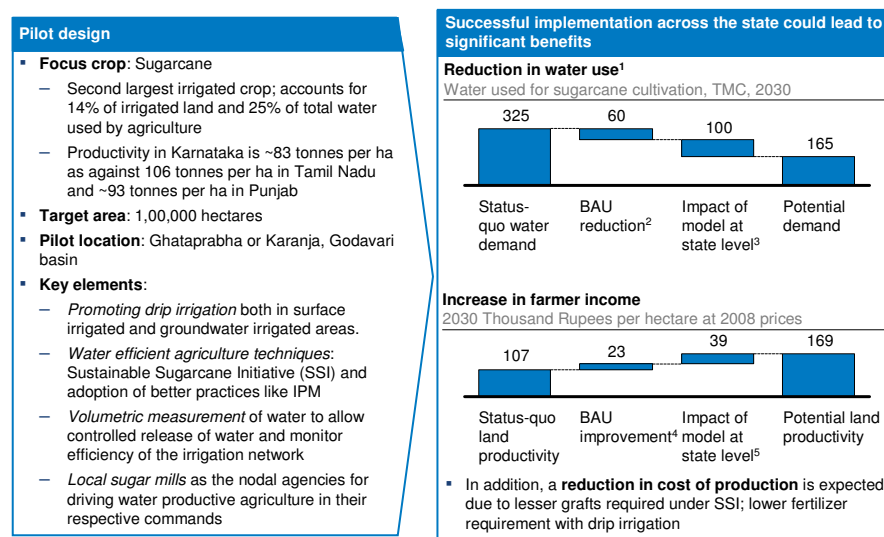 Pilot design
▪ Focus crop: Sugarcane
– Second largest irrigated crop; accounts for
14% of irrigated land and 25% of total water
used by agriculture
– Productivity in Karnataka is ~83 tonnes per ha
as against 106 tonnes per ha in Tamil Nadu
and ~93 tonnes per ha in Punjab
▪ Target area: 1,00,000 hectares
▪ Pilot location: Ghataprabha or Karanja, Godavari
basin
▪ Key elements:
– Promoting drip irrigation both in surface
irrigated and groundwater irrigated areas.
– Water efficient agriculture techniques:
Sustainable Sugarcane Initiative (SSI) and
adoption of better practices like IPM
– Volumetric measurement of water to allow
controlled release of water and monitor
efficiency of the irrigation network
– Local sugar mills as the nodal agencies for
driving water productive agriculture in their
respective commands
Successful implementation across the state could lead to
significant benefits
Reduction in water use¹
Water used for sugarcane cultivation, TMC, 2030
325 60 100 165
Status-quo water demand
BAU reduction²
Impact of model at state level³
Potential demand
Increase in farmer income
2030 Thousand Rupees per hectare at 2008 prices
107 23 39 169
Status-quo land productivity
BAU improvement⁴
Impact of model at state level⁵
Potential land productivity
▪ In addition, a reduction in cost of production is expected
due to lesser grafts required under SSI; lower fertilizer
requirement with drip irrigation